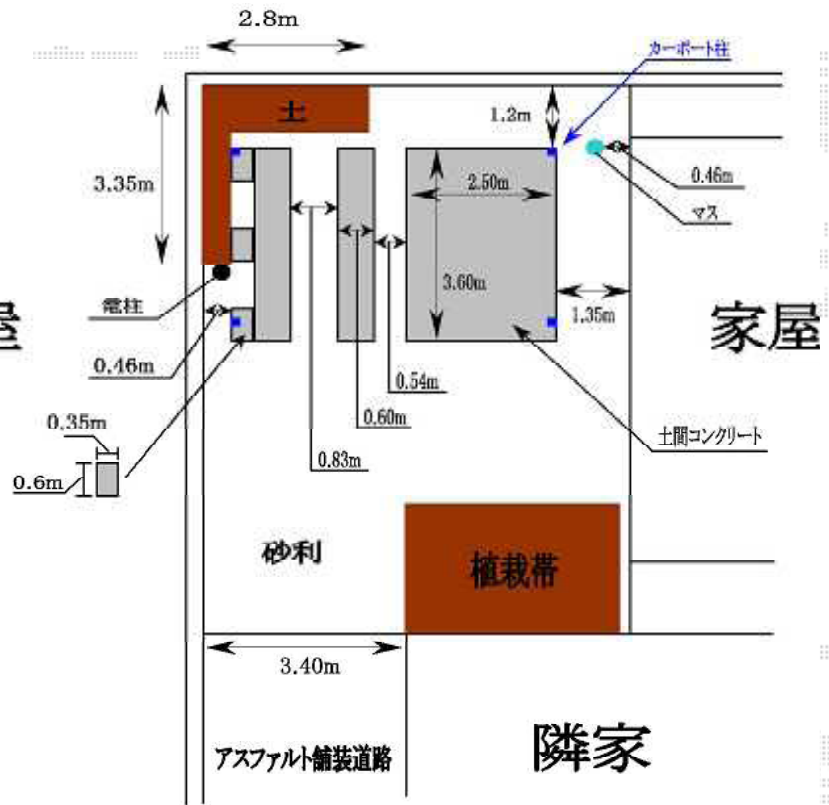 2.8m
カーポート柱
土
1.2m
3.35m
2.50m
0.46m
マス
3.60m
電柱
1.35m
屋
家屋
0.46m
0.54m
0.60m
0.35m
土間コンクリート
0.83m
0.6m
砂利
植栽帯
3.40m
アスファルト舗装道路
隣家